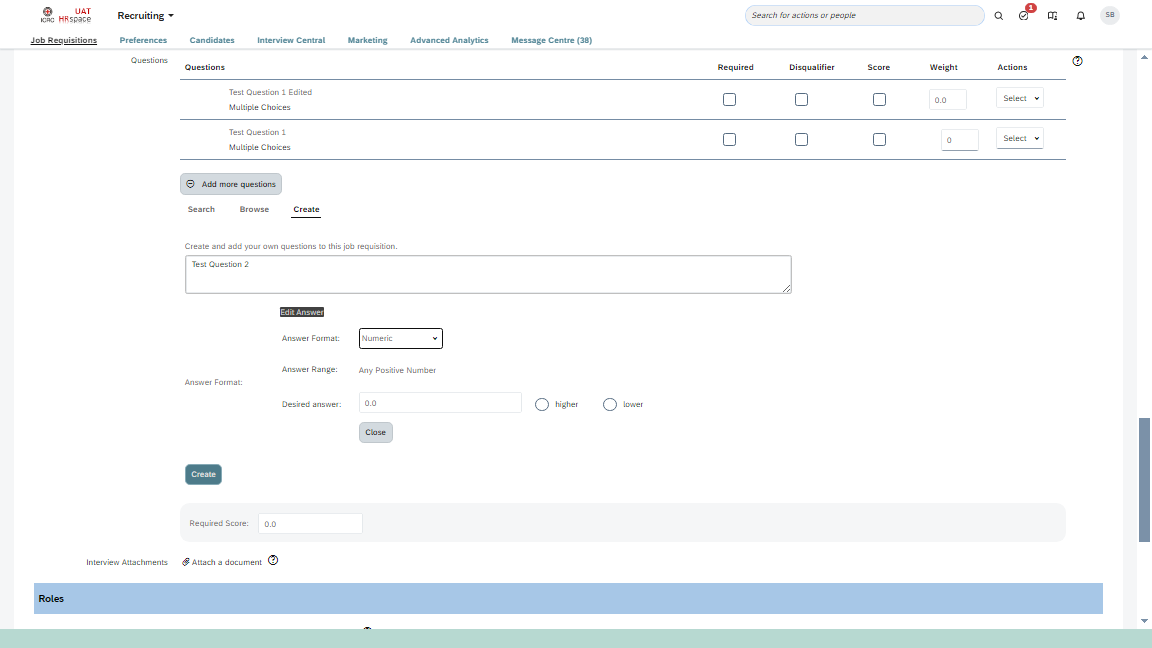 ICRC UAT HRspace Recruiting Search for actions or people 1 SB
Job Requisitions Preferences Candidates Interview Central Marketing Advanced Analytics Message Centre (38)
Questions
Questions Required Disqualifier Score Weight Actions
Test Question 1 Edited
Multiple Choices
0.0 Select
Test Question 1
Multiple Choices
0 Select
Add more questions
Search Browse Create
Create and add your own questions to this job requisition.
Test Question 2
Edit Answer
Answer Format: Numeric
Answer Range: Any Positive Number
Answer Format:
Desired answer: 0.0 higher lower
Close
Create
Required Score: 0.0
Interview Attachments Attach a document
Roles